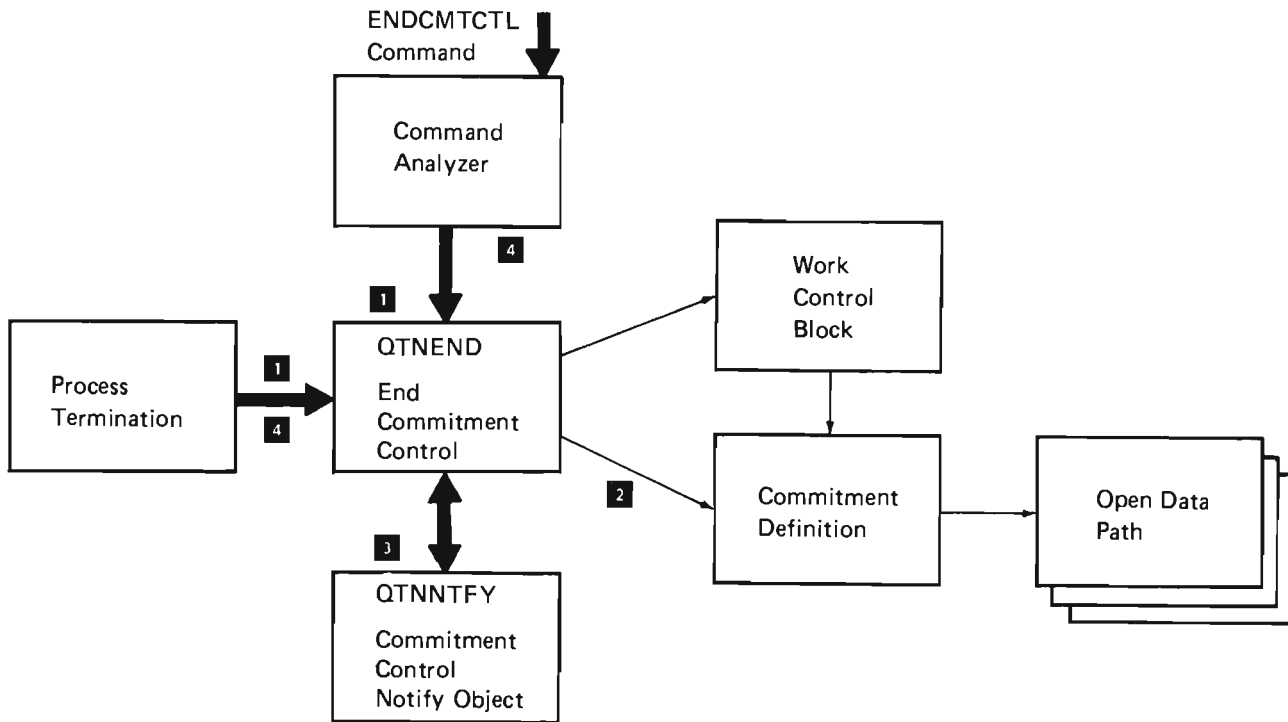 ENDCMTCTL
Command
Command
Analyzer
4
Work
Control
Block
1
QTNEND
End
Commitment
Control
Process
Termination
1
4
2
Commitment
Definition
Open Data
Path
3
QTNNTFY
Commitment
Control
Notify Object